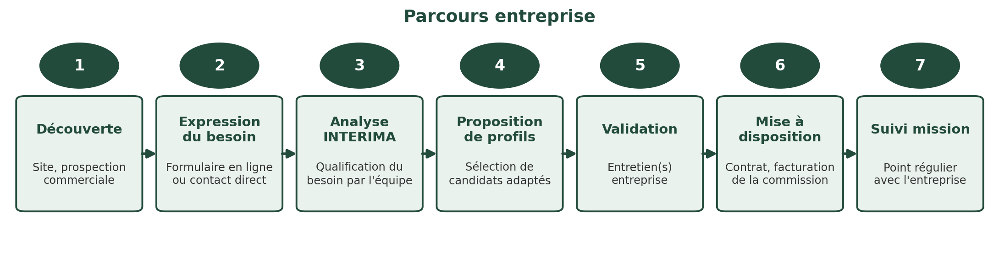 Parcours entreprise
1
2
3
4
5
6
7
Découverte
Site, prospection
commerciale
Expression
du besoin
Formulaire en ligne
ou contact direct
Analyse
INTERIMA
Qualification du
besoin par l'équipe
Proposition
de profils
Sélection de
candidats adaptés
Validation
Entretien(s)
entreprise
Mise à
disposition
Contrat, facturation
de la commission
Suivi mission
Point régulier
avec l'entreprise